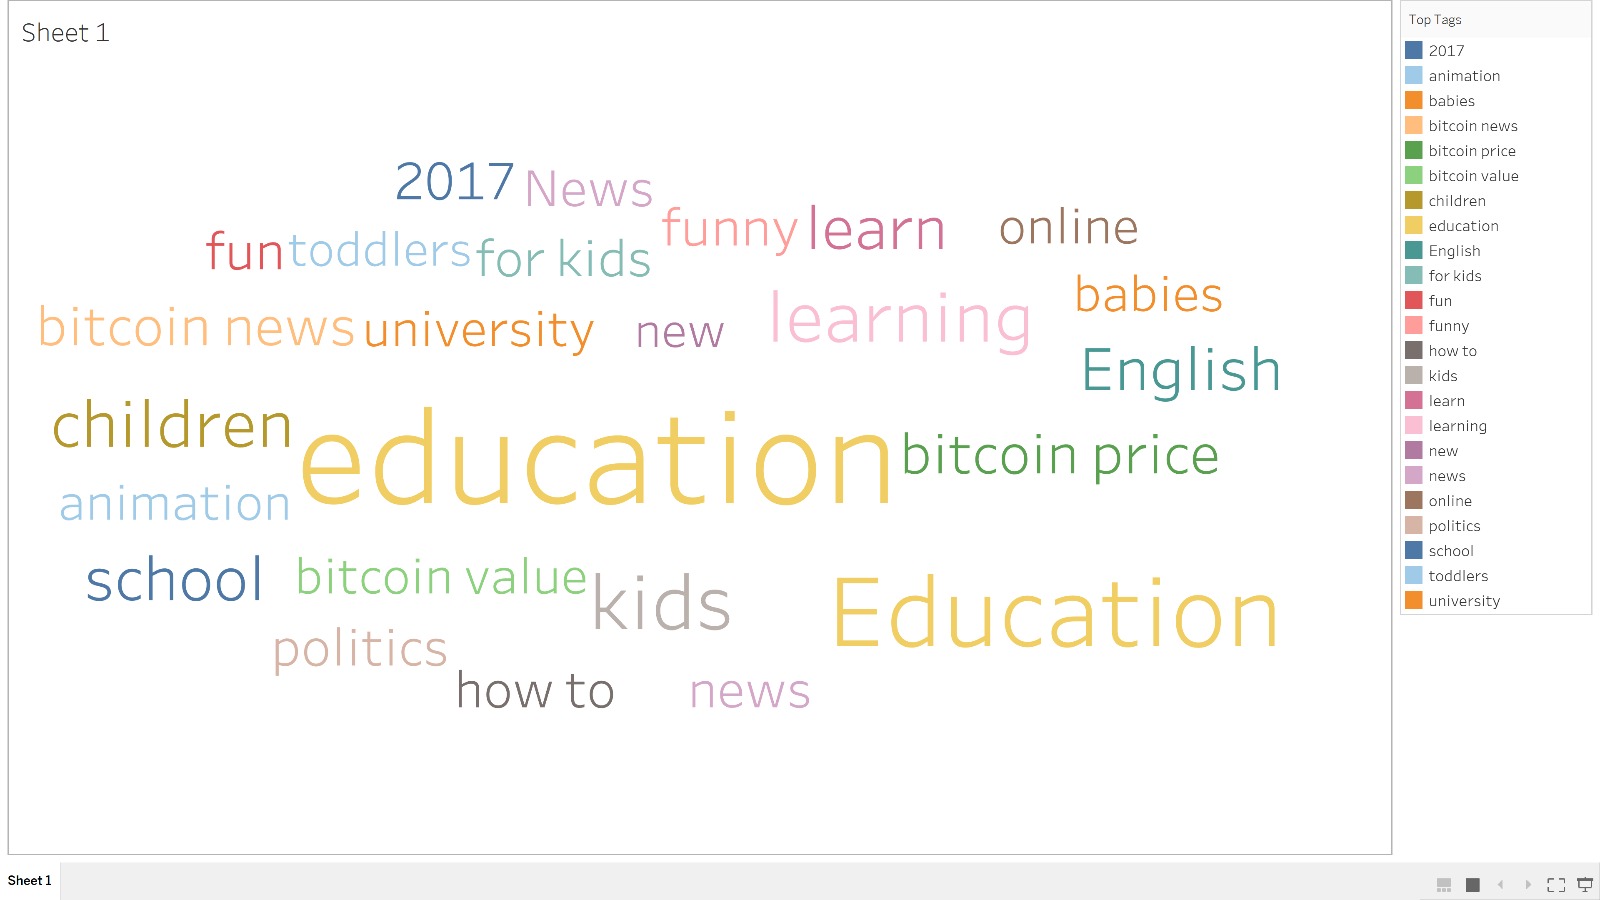 Sheet 1
2017 News
funny learn online
fun toddlers for kids
babies
bitcoin news university new learning
English
children education bitcoin price
animation
school bitcoin value kids Education
politics
how to news
Top Tags
2017
animation
babies
bitcoin news
bitcoin price
bitcoin value
children
education
English
for kids
fun
funny
how to
kids
learn
learning
new
news
online
politics
school
toddlers
university
Sheet 1